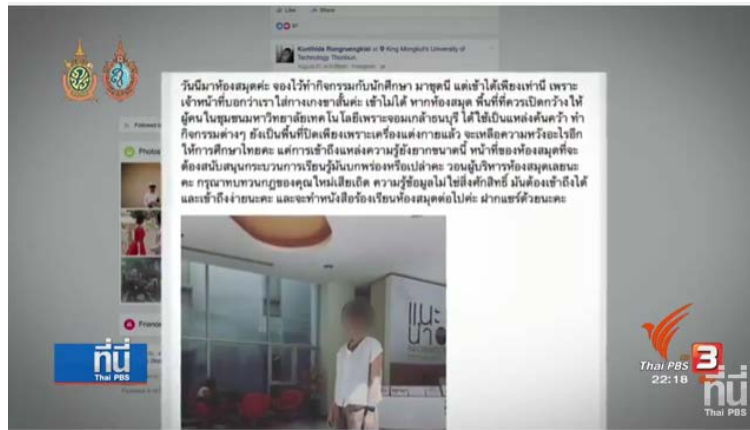 Like Share
Kunthida Rungruengkiat at King Mongkut's University of
Technology Thonburi.
วันนี้มาห้องสมุดค่ะ จองไว้ทำกิจกรรมกับนักศึกษา มาชุดนี้ แต่เข้าได้เพียงเท่านี้ เพราะ
เจ้าหน้าที่บอกว่าเราใส่กางเกงขาสั้นค่ะ เข้าไม่ได้ หากห้องสมุด พื้นที่ที่ควรเปิดกว้างให้
ผู้คนในชุมชนมหาวิทยาลัยเทคโนโลยีเพราะจอมเกล้าธนบุรี ได้ใช้เป็นแหล่งค้นคว้า ทำ
กิจกรรมต่างๆ ยังเป็นพื้นที่ปิดเพียงเพราะเครื่องแต่งกายแล้ว จะเหลือความหวังอะไรอีก
ให้การศึกษาไทยคะ แค่การเข้าถึงแหล่งความรู้ยังยากขนาดนี้ หน้าที่ของห้องสมุดที่จะ
ต้องสนับสนุนกระบวนการเรียนรู้มันบกพร่องหรือเปล่าคะ วอนผู้บริหารห้องสมุดเลยนะ
คะ กรุณาทบทวนกฎของคุณใหม่เสียเถิด ความรู้ข้อมูลไม่ใช่สิ่งศักสิทธิ์ มันต้องเข้าถึงได้
และเข้าถึงง่ายนะคะ และจะทำหนังสือร้องเรียนห้องสมุดต่อไปค่ะ ฝากแชร์ด้วยนะคะ
Photos
แนะ
นำ
ที่นี่
Thai PBS
Thai PBS 3
22:18
ที่นี่
Thai PBS